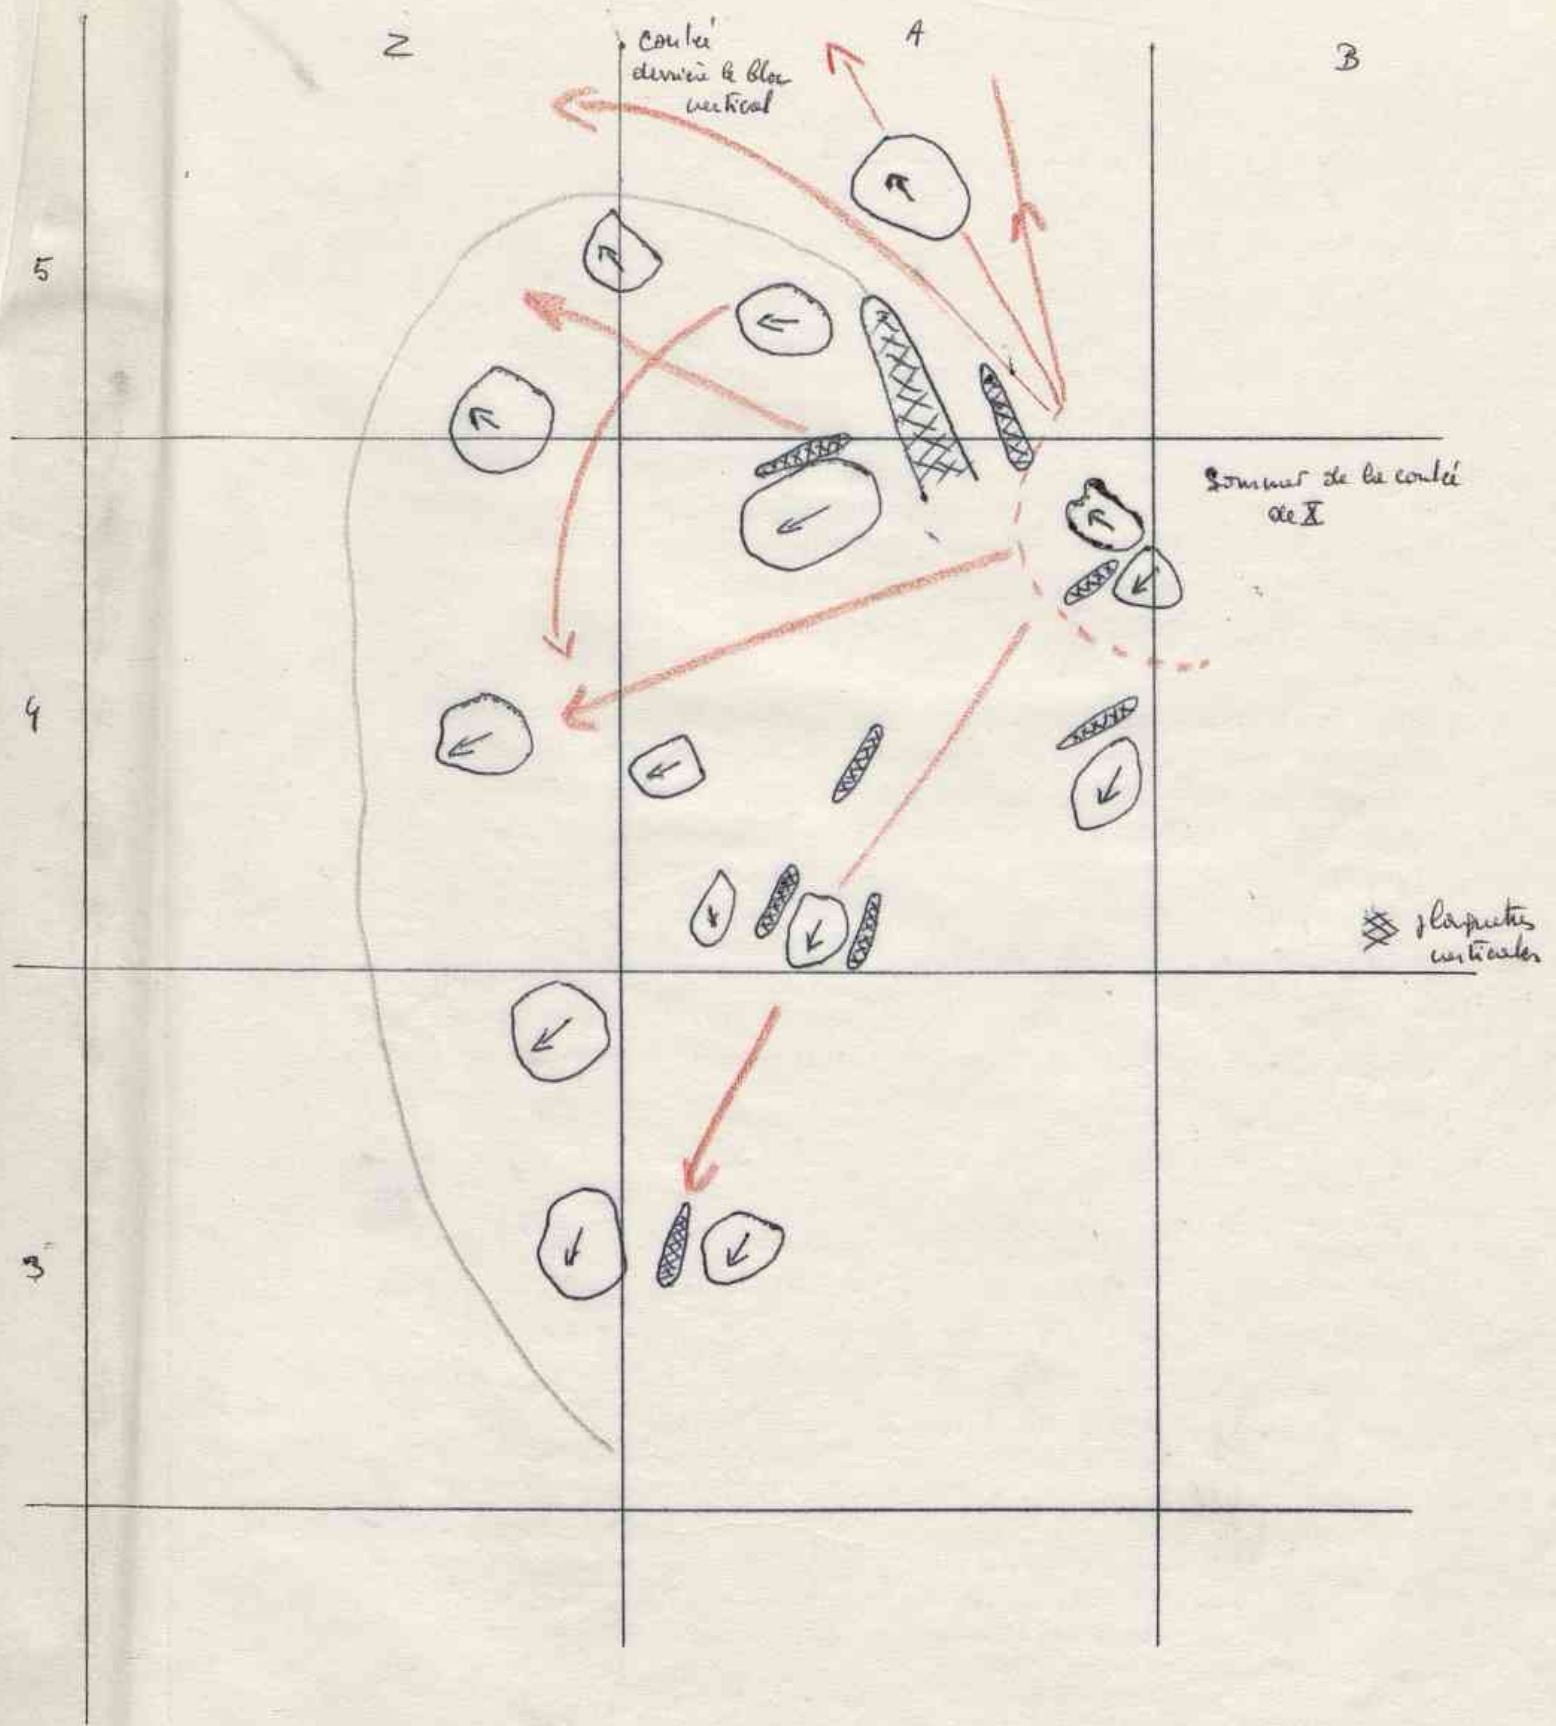 Z
A
B
coulée
derrière le bloc
vertical
5
Sommet de la coulée
de X
4
plaquettes
verticales
3